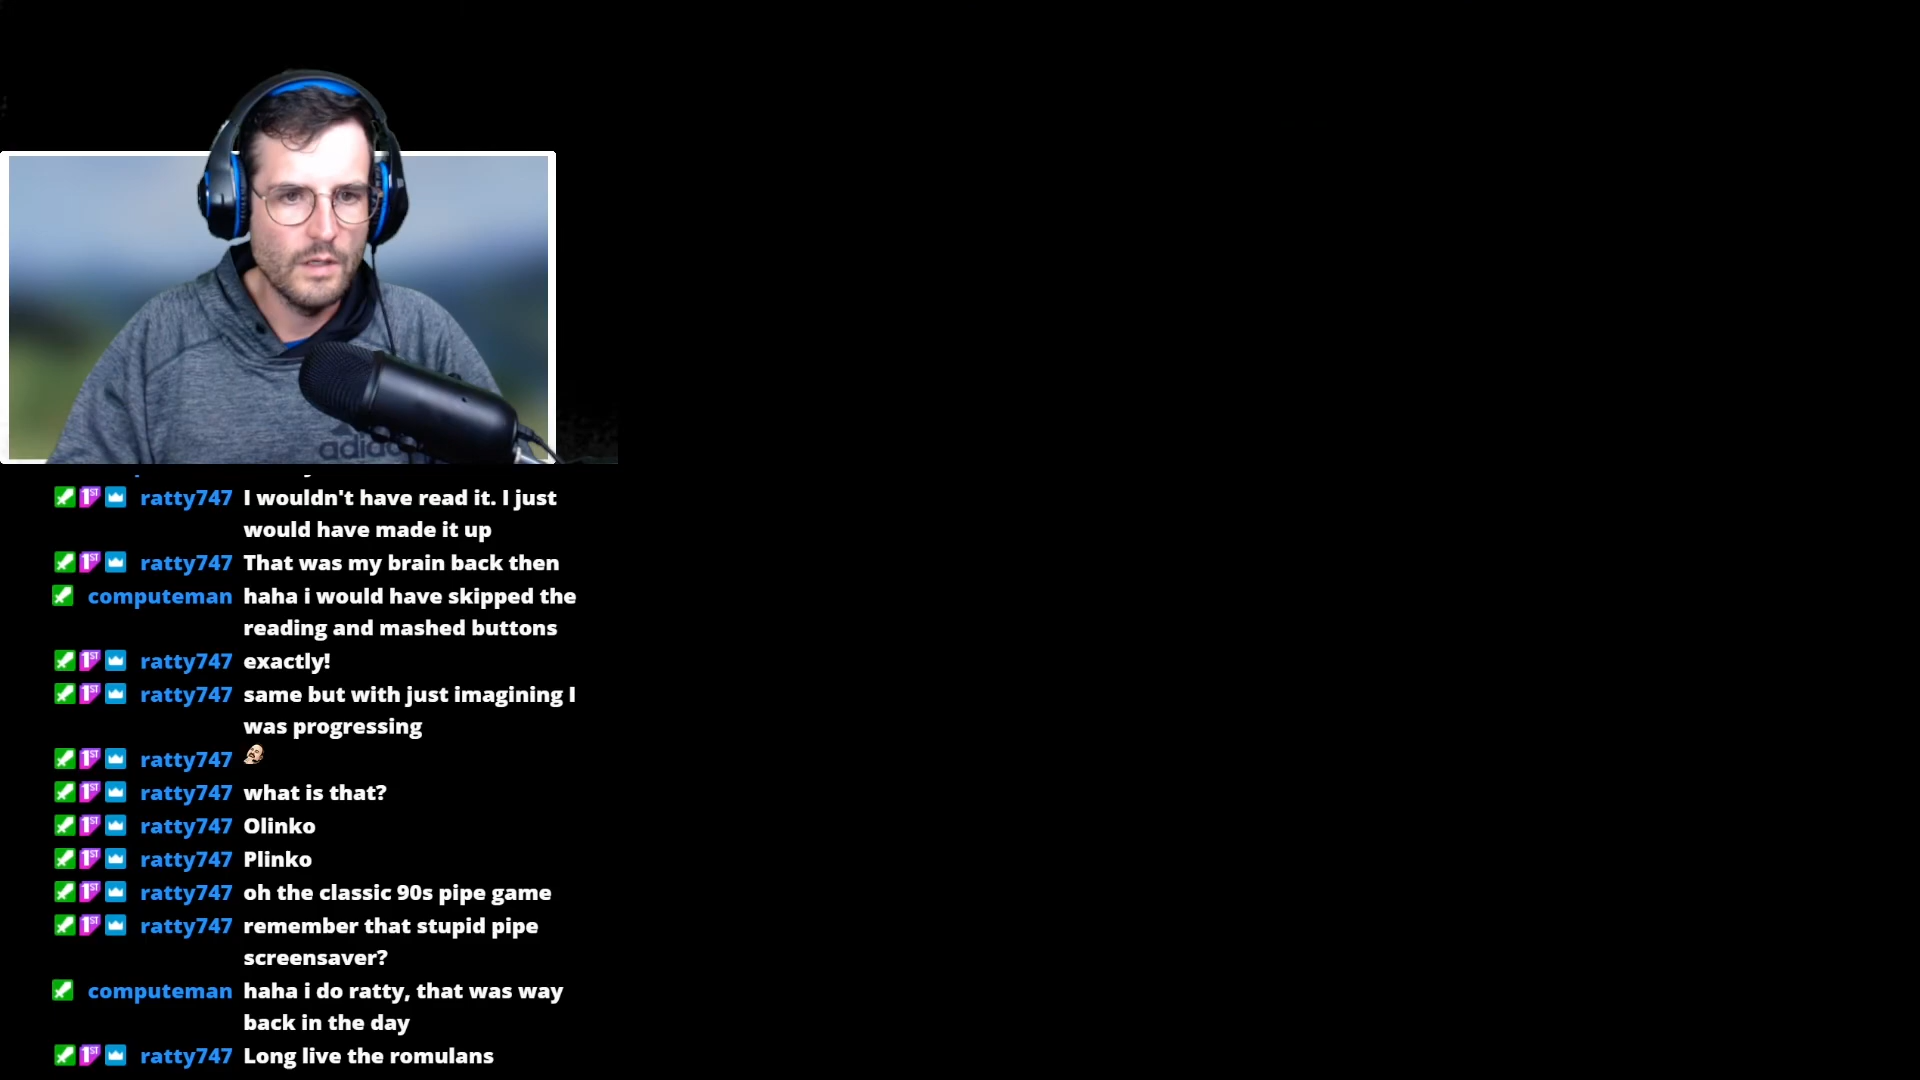 adidas
ratty747 I wouldn't have read it. I just
would have made it up
ratty747 That was my brain back then
computeman haha i would have skipped the
reading and mashed buttons
ratty747 exactly!
ratty747 same but with just imagining I
was progressing
ratty747
ratty747 what is that?
ratty747 Olinko
ratty747 Plinko
ratty747 oh the classic 90s pipe game
ratty747 remember that stupid pipe
screensaver?
computeman haha i do ratty, that was way
back in the day
ratty747 Long live the romulans